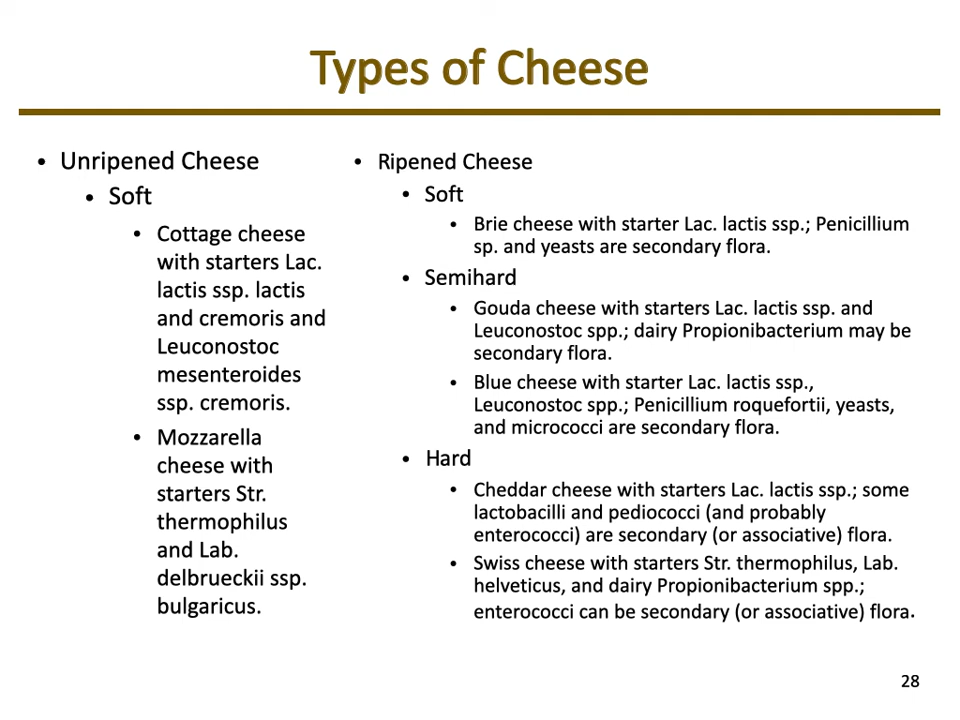 Types of Cheese
• Unripened Cheese
• Soft
• Cottage cheese
with starters Lac.
lactis ssp. lactis
and cremoris and
Leuconostoc
mesenteroides
ssp. cremoris.
• Mozzarella
cheese with
starters Str.
thermophilus
and Lab.
delbrueckii ssp.
bulgaricus.
• Ripened Cheese
• Soft
• Brie cheese with starter Lac. lactis ssp.; Penicillium
sp. and yeasts are secondary flora.
• Semihard
• Gouda cheese with starters Lac. lactis ssp. and
Leuconostoc spp.; dairy Propionibacterium may be
secondary flora.
• Blue cheese with starter Lac. lactis ssp.,
Leuconostoc spp.; Penicillium roquefortii, yeasts,
and micrococci are secondary flora.
• Hard
• Cheddar cheese with starters Lac. lactis ssp.; some
lactobacilli and pediococci (and probably
enterococci) are secondary (or associative) flora.
• Swiss cheese with starters Str. thermophilus, Lab.
helveticus, and dairy Propionibacterium spp.;
enterococci can be secondary (or associative) flora.
28